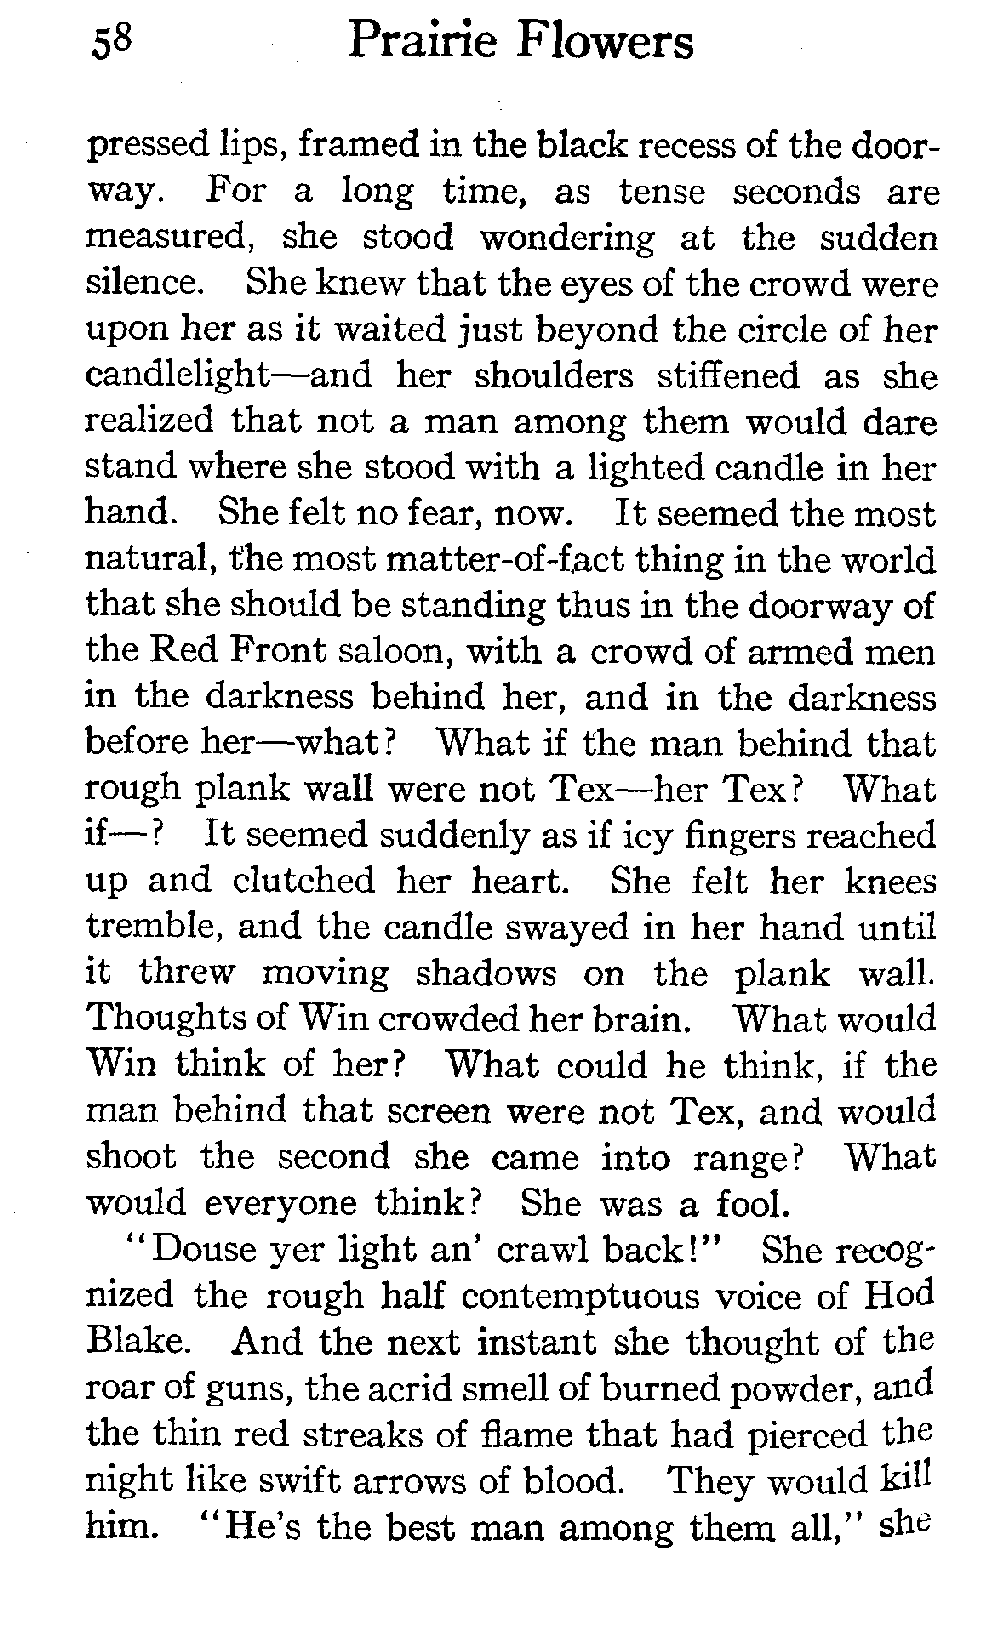 58 Prairie Flowers
pressed lips, framed in the black recess of the door-
way. For a long time, as tense seconds are
measured, she stood wondering at the sudden
silence. She knew that the eyes of the crowd were
upon her as it waited just beyond the circle of her
candlelight—and her shoulders stiffened as she
realized that not a man among them would dare
stand where she stood with a lighted candle in her
hand. She felt no fear, now. It seemed the most
natural, the most matter-of-fact thing in the world
that she should be standing thus in the doorway of
the Red Front saloon, with a crowd of armed men
in the darkness behind her, and in the darkness
before her—what? What if the man behind that
rough plank wall were not Tex—her Tex? What
if—? It seemed suddenly as if icy fingers reached
up and clutched her heart. She felt her knees
tremble, and the candle swayed in her hand until
it threw moving shadows on the plank wall.
Thoughts of Win crowded her brain. What would
Win think of her? What could he think, if the
man behind that screen were not Tex, and would
shoot the second she came into range? What
would everyone think? She was a fool.
"Douse yer light an' crawl back!" She recog-
nized the rough half contemptuous voice of Hod
Blake. And the next instant she thought of the
roar of guns, the acrid smell of burned powder, and
the thin red streaks of flame that had pierced the
night like swift arrows of blood. They would kill
him. "He's the best man among them all," she